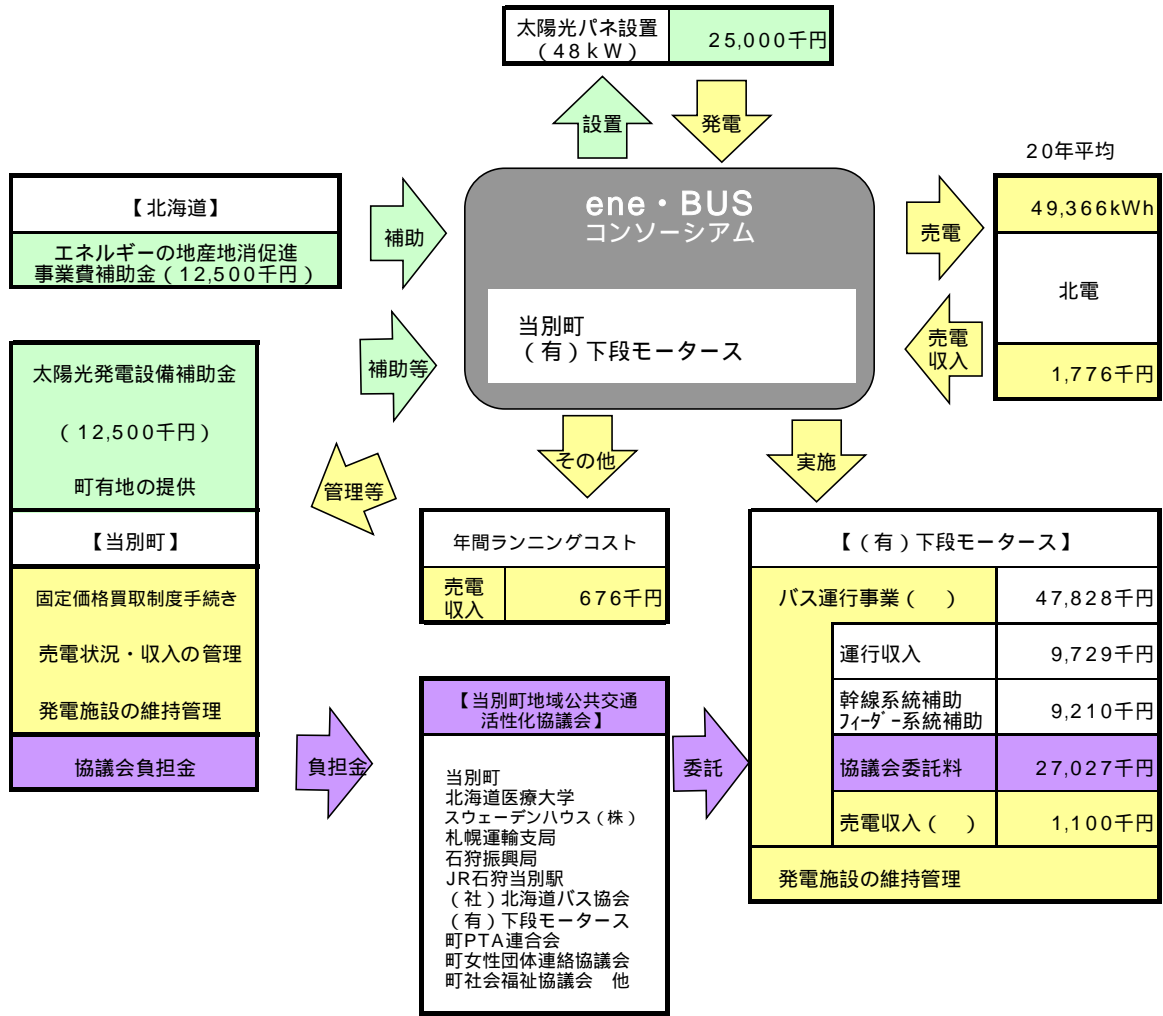 太陽光パネ設置
(48kW)
25,000千円
設置
発電
20年平均
【北海道】
エネルギーの地産地消促進
事業費補助金(12,500千円)
補助
ene・BUS
コンソーシアム
当別町
(有)下段モータース
売電
49,366kWh
北電
売電
収入
1,776千円
太陽光発電設備補助金
(12,500千円)
町有地の提供
補助等
【当別町】
固定価格買取制度手続き
売電状況・収入の管理
発電施設の維持管理
協議会負担金
管理等
その他
実施
年間ランニングコスト
売電
収入
676千円
負担金
【当別町地域公共交通
活性化協議会】
当別町
北海道医療大学
スウェーデンハウス(株)
札幌運輸支局
石狩振興局
JR石狩当別駅
(社)北海道バス協会
(有)下段モータース
町PTA連合会
町女性団体連絡協議会
町社会福祉協議会 他
委託
【(有)下段モータース】
バス運行事業( )
47,828千円
運行収入
9,729千円
幹線系統補助
フィーダー系統補助
9,210千円
協議会委託料
27,027千円
売電収入( )
1,100千円
発電施設の維持管理